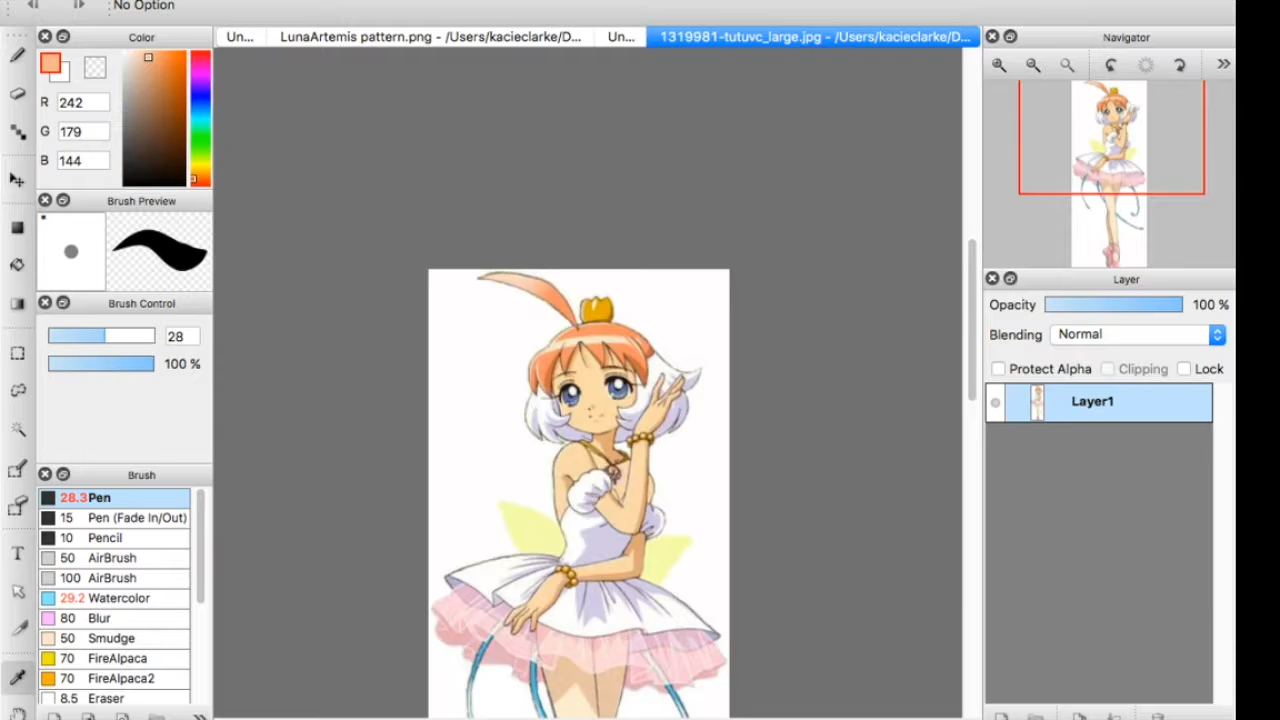 No Option
Color
Un...
LunaArtemis pattern.png - /Users/kacieclarke/D...
Un...
1319981-tutuvc_large.jpg - /Users/kacieclarke/D...
Navigator
R 242
G 179
B 144
Brush Preview
Brush Control
28
100 %
Brush
28.3 Pen
15 Pen (Fade In/Out)
10 Pencil
50 AirBrush
100 AirBrush
29.2 Watercolor
80 Blur
50 Smudge
70 FireAlpaca
70 FireAlpaca2
8.5 Eraser
T
Layer
Opacity 100 %
Blending Normal
Protect Alpha Clipping Lock
Layer1